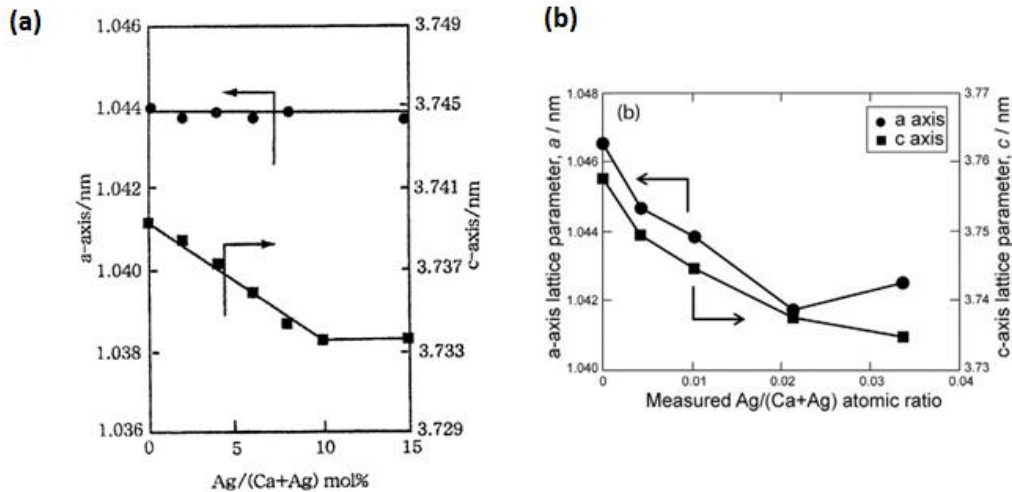 (a)
1.046
1.044
1.042
1.040
1.038
1.036
a-axis/nm
3.749
3.745
3.741
3.737
3.733
3.729
c-axis/nm
0
5
10
15
Ag/(Ca+Ag) mol%
(b)
(b)
a axis
c axis
1.048
1.046
1.044
1.042
1.040
a-axis lattice parameter, a / nm
3.77
3.76
3.75
3.74
3.73
c-axis lattice parameter, c / nm
0
0.01
0.02
0.03
0.04
Measured Ag/(Ca+Ag) atomic ratio